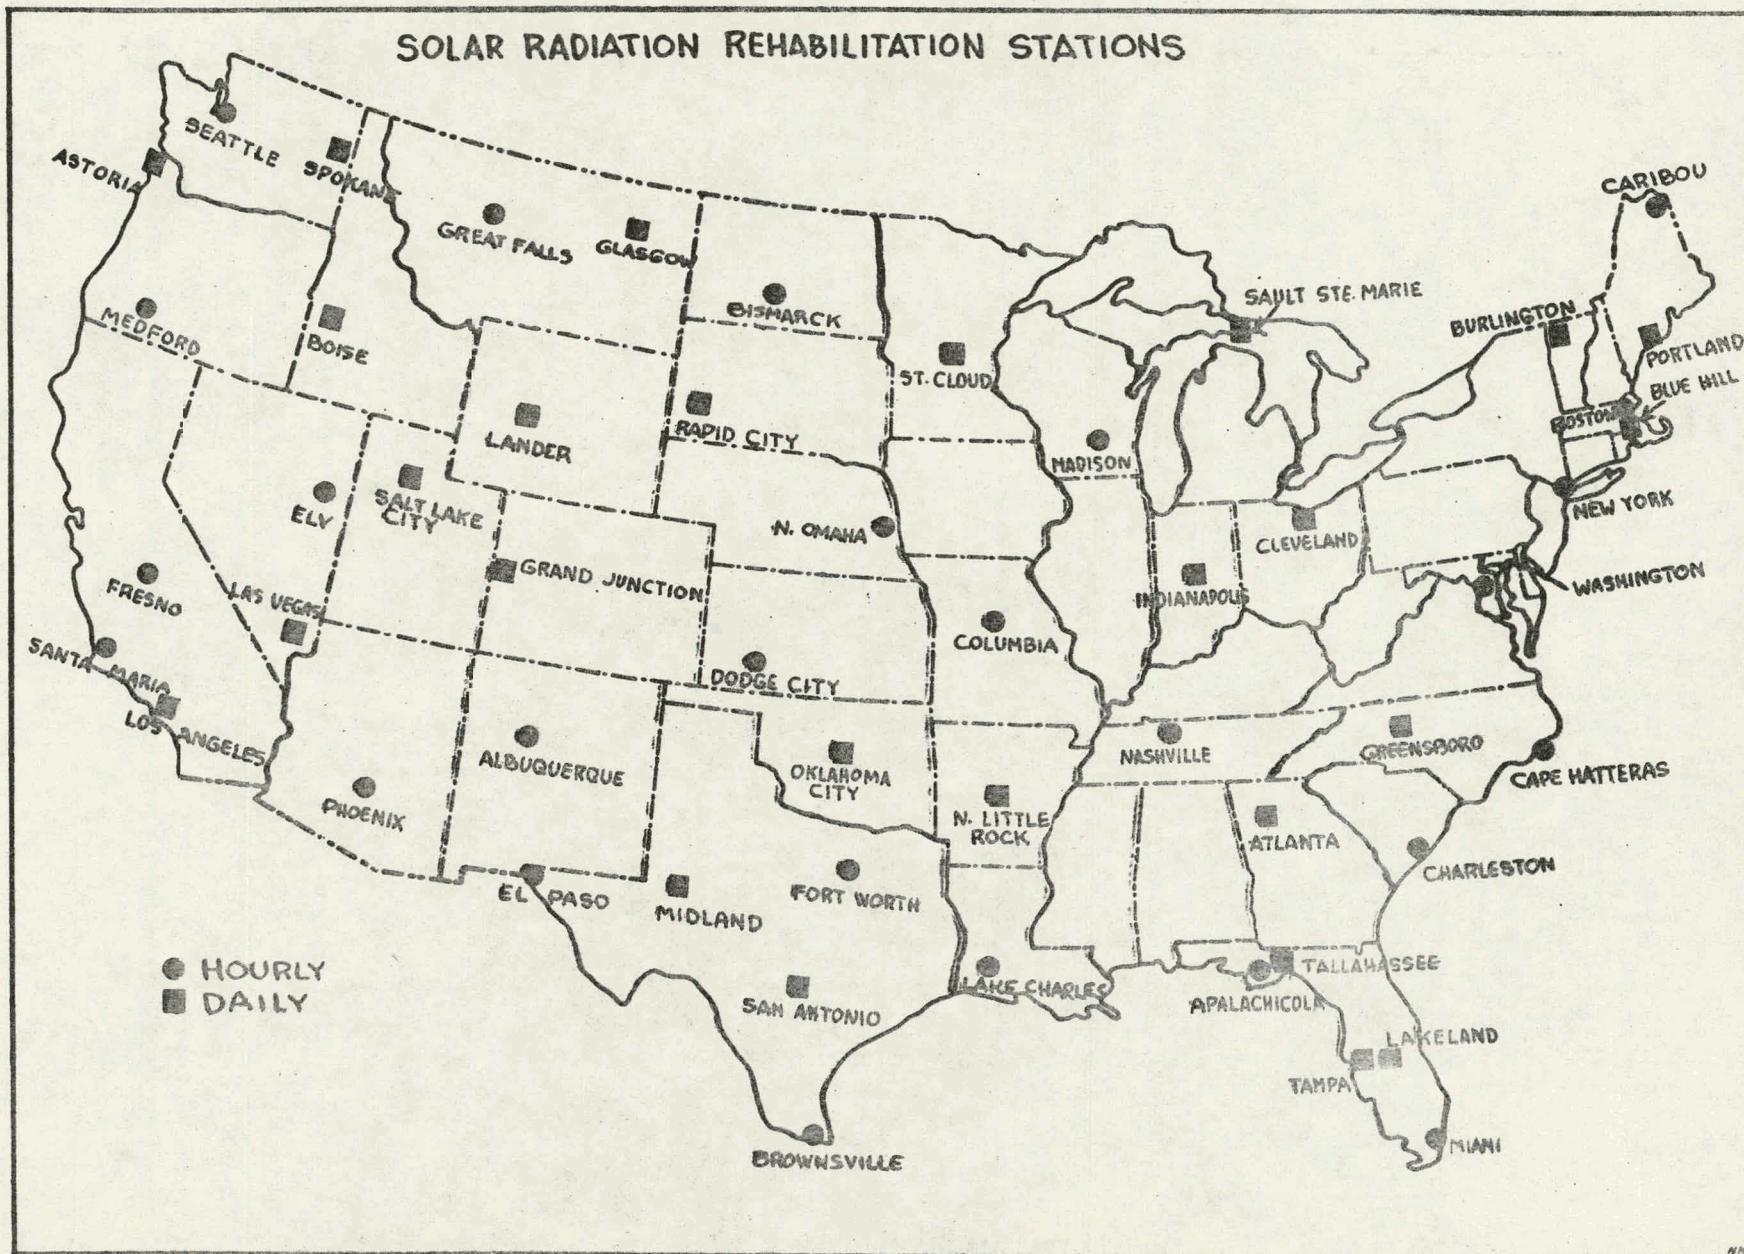 SOLAR RADIATION REHABILITATION STATIONS
SEATTLE
SPOKANE
ASTORIA
CARIBOU
GREAT FALLS
GLASGOW
BISMARCK
SAULT STE. MARIE
BURLINGTON
MEDFORD
BOISE
PORTLAND
ST. CLOUD
BLUE HILL
BOSTON
LANDER
RAPID CITY
MADISON
ELY
SALT LAKE
CITY
N. OMAHA
NEW YORK
CLEVELAND
GRAND JUNCTION
WASHINGTON
FRESNO
LAS VEGAS
INDIANAPOLIS
COLUMBIA
SANTA MARIA
DODGE CITY
LOS ANGELES
ALBUQUERQUE
OKLAHOMA
CITY
NASHVILLE
GREENSBORO
CAPE HATTERAS
PHOENIX
N. LITTLE
ROCK
ATLANTA
CHARLESTON
EL PASO
MIDLAND
FORT WORTH
HOURLY
DAILY
LAKE CHARLES
TALLAHASSEE
SAN ANTONIO
APALACHICOLA
LAKELAND
TAMPA
BROWNSVILLE
MIAMI